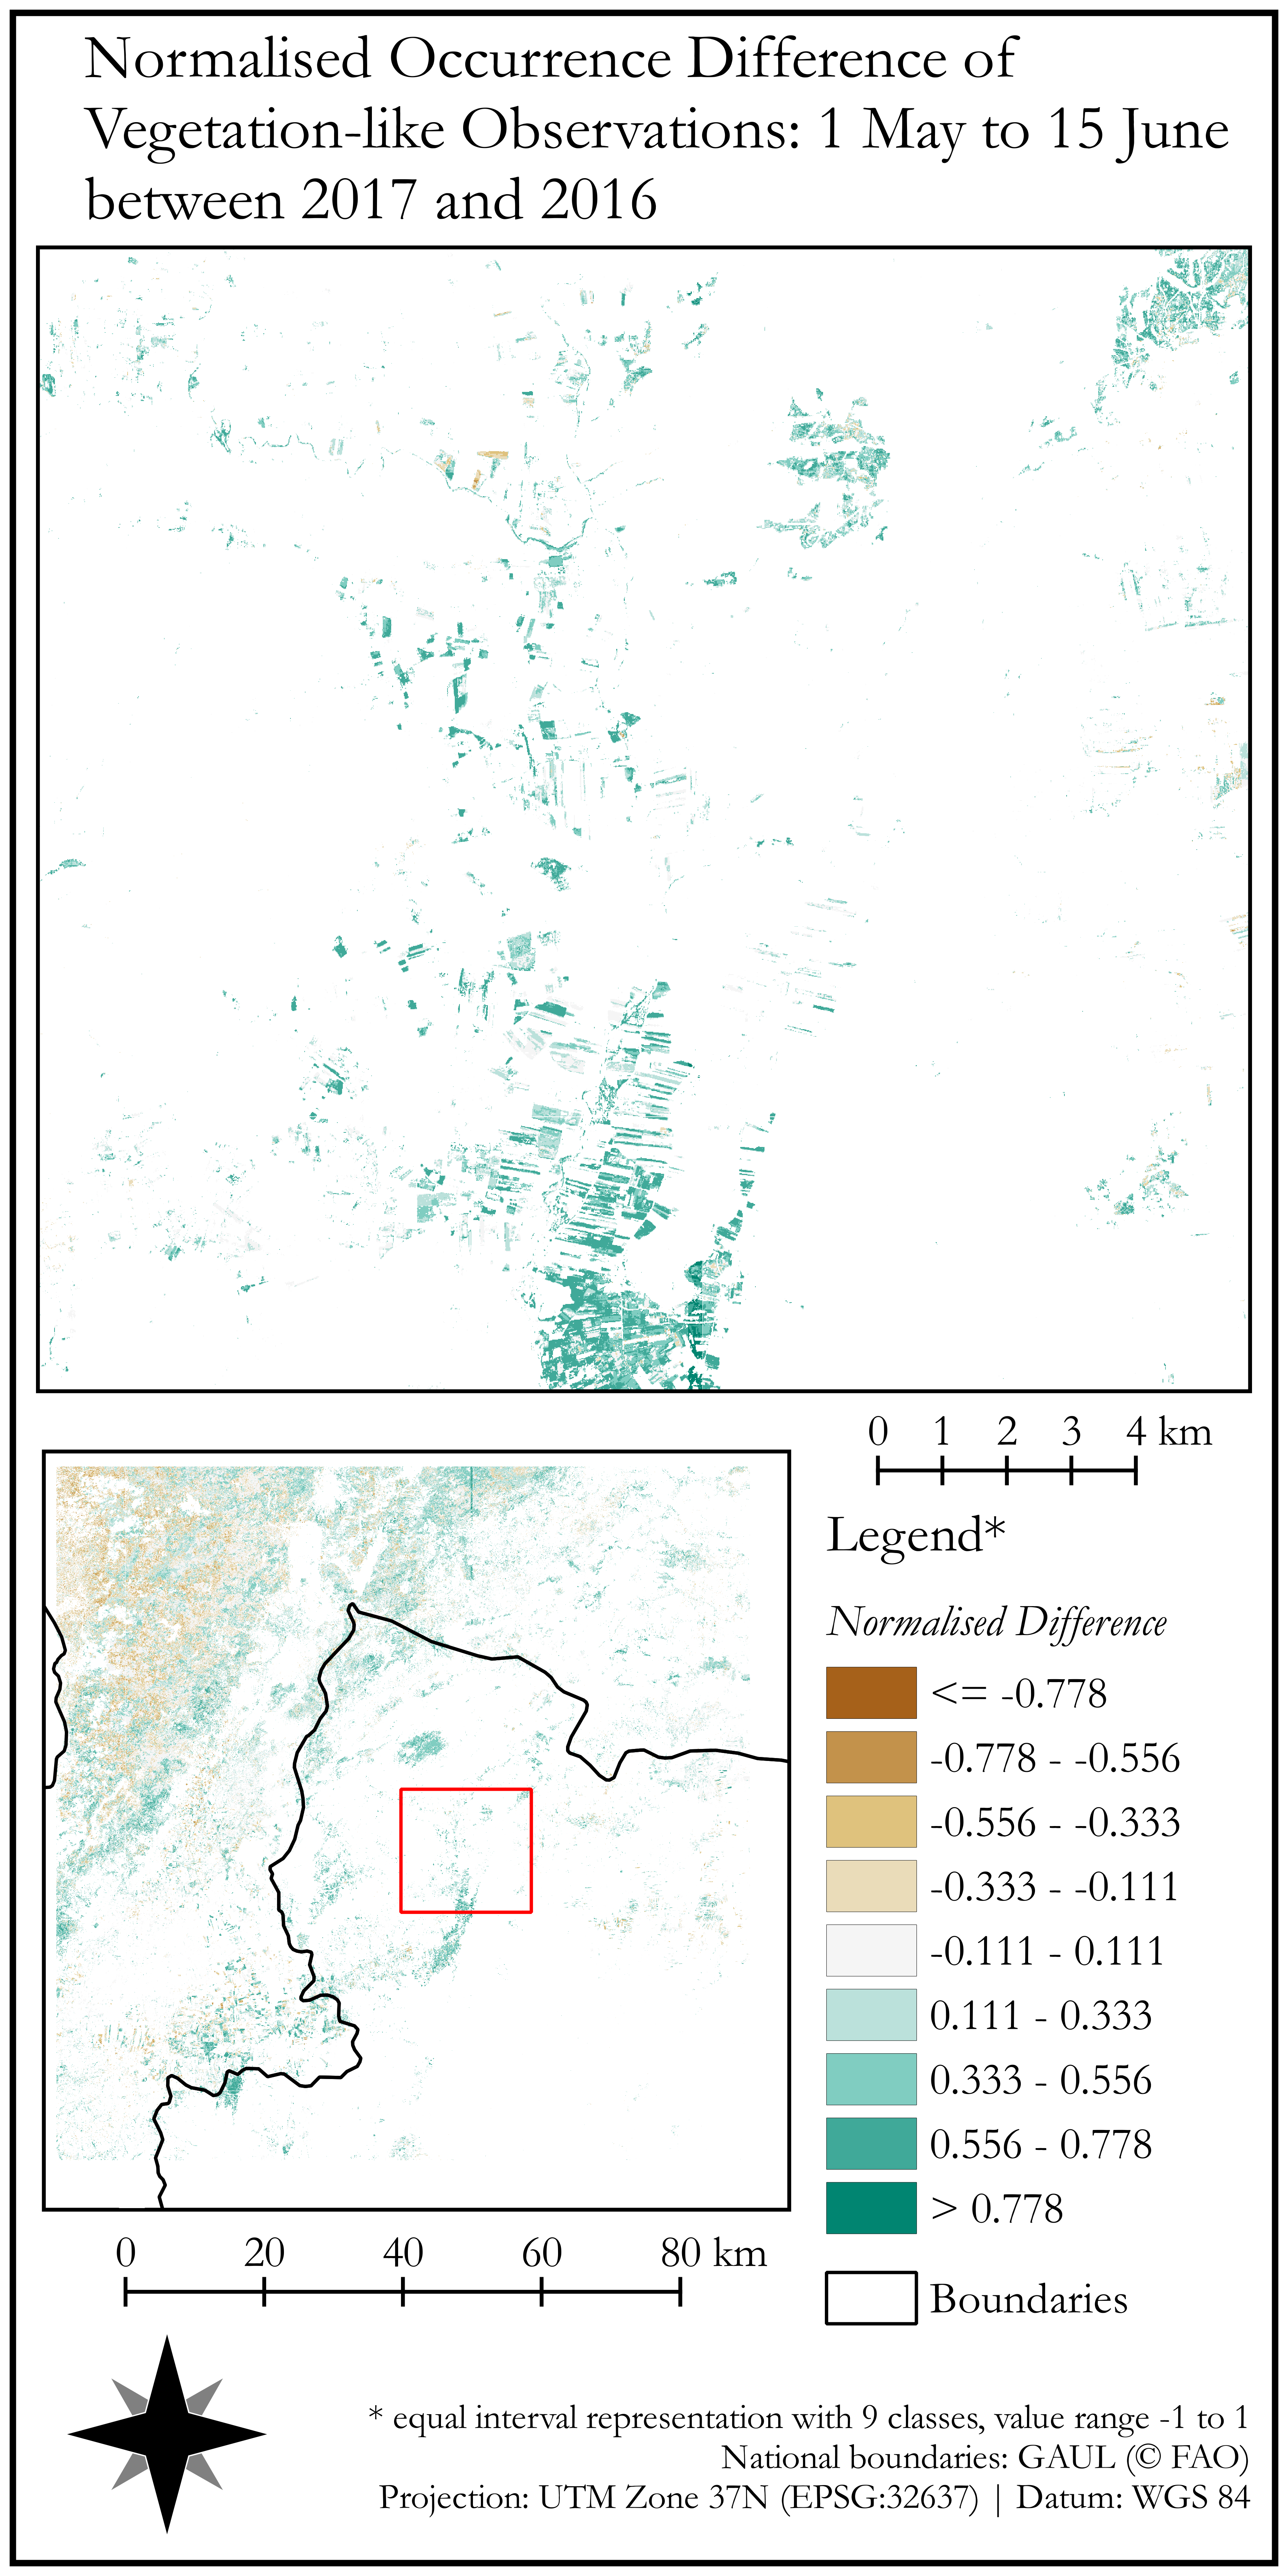 Normalised Occurrence Difference of
Vegetation-like Observations: 1 May to 15 June
between 2017 and 2016
0 1 2 3 4 km
Legend*
Normalised Difference
<= -0.778
-0.778 - -0.556
-0.556 - -0.333
-0.333 - -0.111
-0.111 - 0.111
0.111 - 0.333
0.333 - 0.556
0.556 - 0.778
> 0.778
Boundaries
0 20 40 60 80 km
* equal interval representation with 9 classes, value range -1 to 1
National boundaries: GAUL (© FAO)
Projection: UTM Zone 37N (EPSG:32637) | Datum: WGS 84